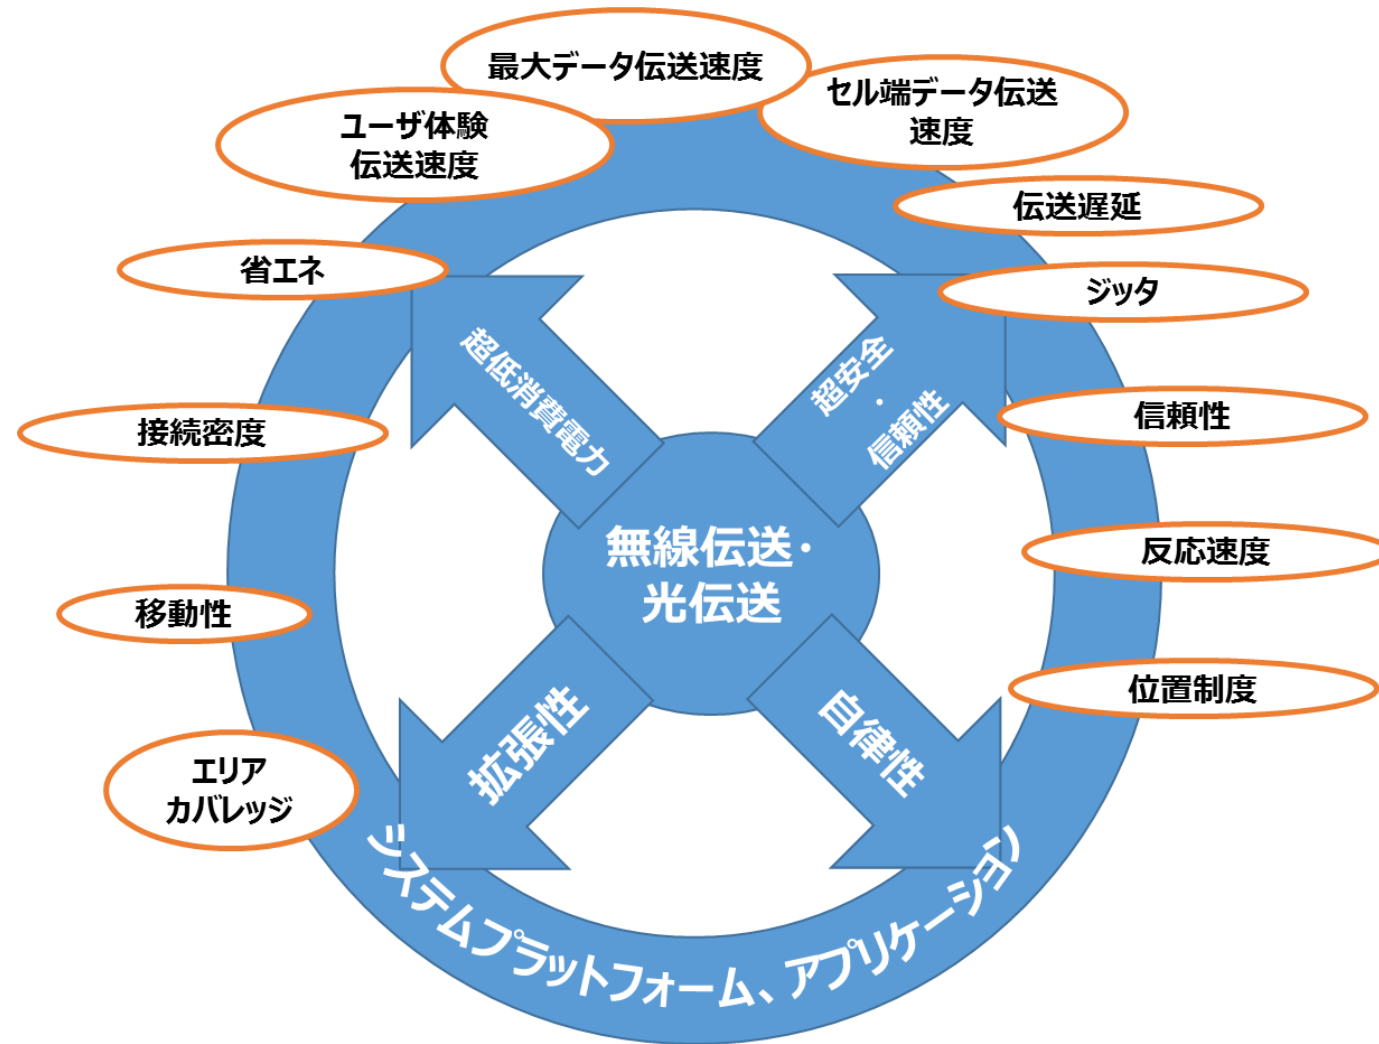 最大データ伝送速度
セル端データ伝送
速度
ユーザ体験
伝送速度
伝送遅延
省エネ
ジッタ
超低消費電力
超安全
・
信頼性
接続密度
信頼性
無線伝送・
光伝送
反応速度
移動性
位置制度
拡張性
自律性
エリア
カバレッジ
システムプラットフォーム、アプリケーション